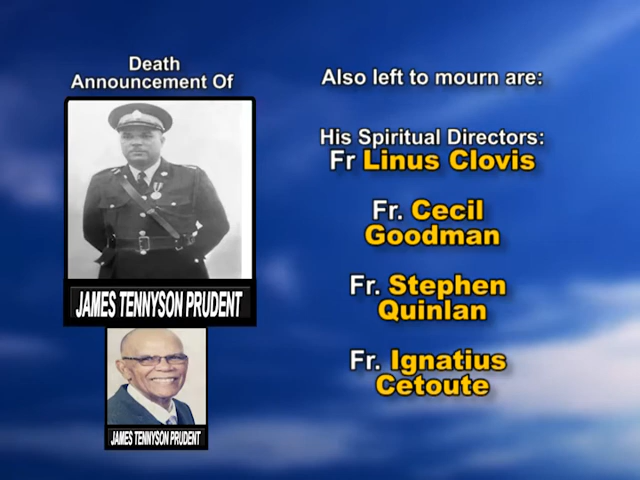 Death
Announcement Of
JAMES TENNYSON PRUDENT
JAMES TENNYSON PRUDENT
Also left to mourn are:
His Spiritual Directors:
Fr Linus Clovis
Fr. Cecil
Goodman
Fr. Stephen
Quinlan
Fr. Ignatius
Cetoute